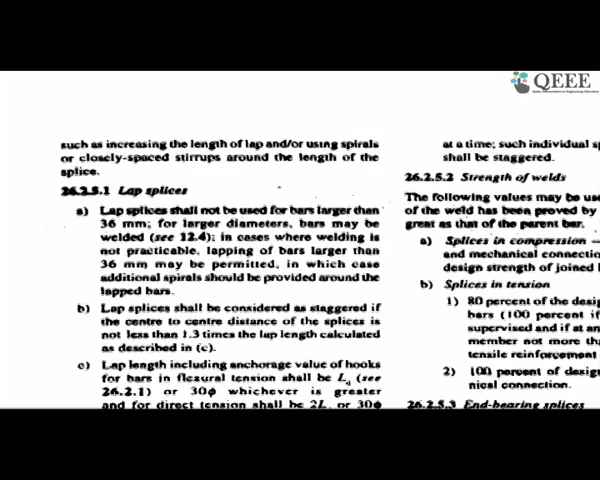 QEEE
such as increasing the length of lap and/or using spirals
or closely-spaced stirrups around the length of the
splice.
26.2.5.1 Lap splices
a) Lap splices shall not be used for bars larger than
36 mm; for larger diameters, bars may be
welded (see 12.4); in cases where welding is
not practicable, lapping of bars larger than
36 mm may be permitted, in which case
additional spirals should be provided around the
lapped bars.
b) Lap splices shall be considered as staggered if
the centre to centre distance of the splices is
not less than 1.3 times the lap length calculated
as described in (c).
c) Lap length including anchorage value of hooks
for bars in flexural tension shall be Ld (see
26.2.1) or 30φ whichever is greater
and for direct tension shall be 2L or 30φ
at a time; such individual sp
shall be staggered.
26.2.5.2 Strength of welds
The following values may be use
of the weld has been proved by
great as that of the parent bar.
a) Splices in compression —
and mechanical connectio
design strength of joined
b) Splices in tension
1) 80 percent of the desig
bars (100 percent if
supervised and if at an
member not more tha
tensile reinforcement
2) 100 percent of design
nical connection.
26.2.5.3 End-bearing splices